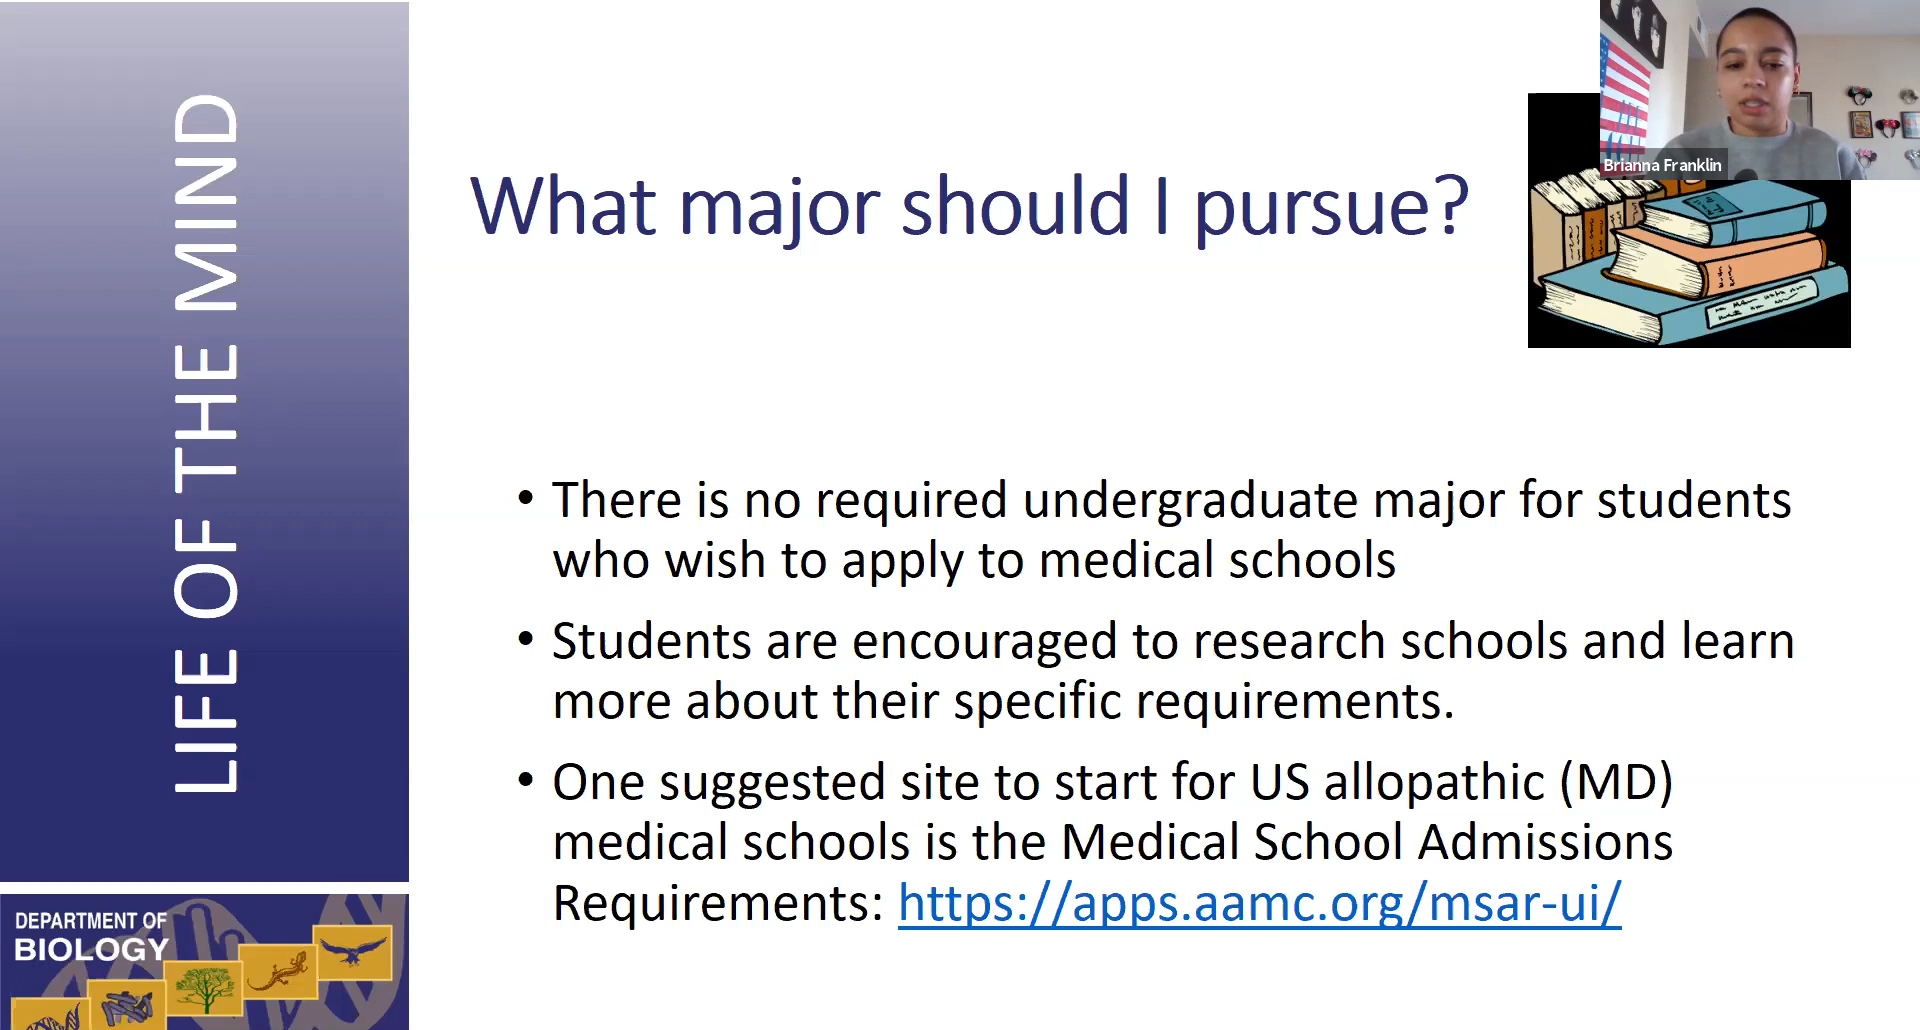 LIFE OF THE MIND
What major should I pursue?
Brianna Franklin
• There is no required undergraduate major for students
who wish to apply to medical schools
• Students are encouraged to research schools and learn
more about their specific requirements.
• One suggested site to start for US allopathic (MD)
medical schools is the Medical School Admissions
Requirements: https://apps.aamc.org/msar-ui/
DEPARTMENT OF
BIOLOGY